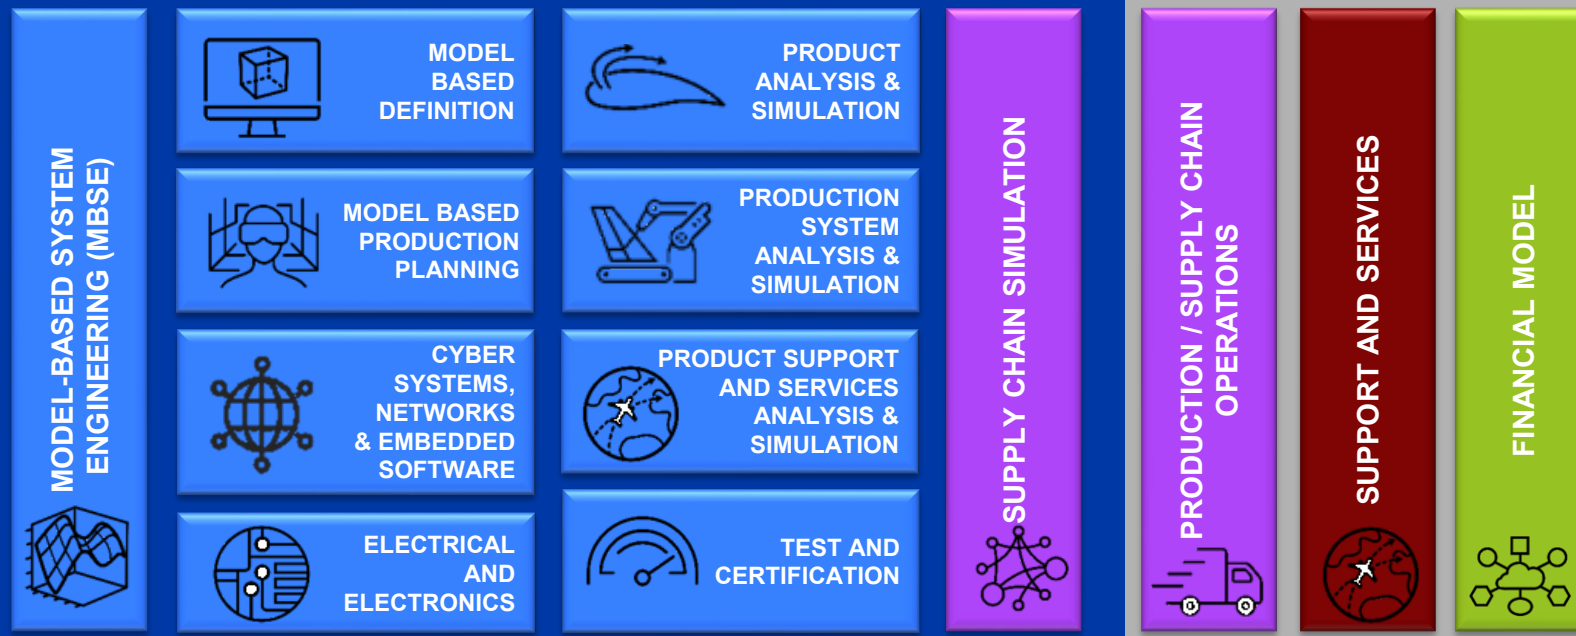 MODEL-BASED SYSTEM
ENGINEERING (MBSE)
MODEL
BASED
DEFINITION
PRODUCT
ANALYSIS &
SIMULATION
MODEL BASED
PRODUCTION
PLANNING
PRODUCTION
SYSTEM
ANALYSIS &
SIMULATION
CYBER
SYSTEMS,
NETWORKS
& EMBEDDED
SOFTWARE
PRODUCT SUPPORT
AND SERVICES
ANALYSIS &
SIMULATION
ELECTRICAL
AND
ELECTRONICS
TEST AND
CERTIFICATION
SUPPLY CHAIN SIMULATION
PRODUCTION / SUPPLY CHAIN
OPERATIONS
SUPPORT AND SERVICES
FINANCIAL MODEL